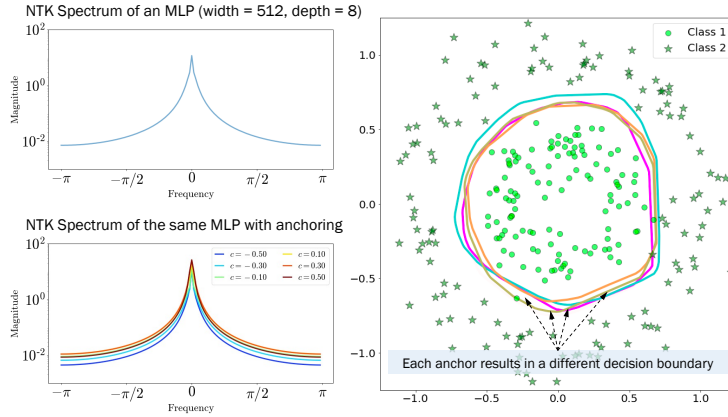 NTK Spectrum of an MLP (width = 512, depth = 8)
10^2
10^0
10^-2
Magnitude
−π
−π/2
0
π/2
π
Frequency
NTK Spectrum of the same MLP with anchoring
10^2
10^0
10^-2
Magnitude
c = −0.50
c = −0.30
c = −0.10
c = 0.10
c = 0.30
c = 0.50
−π
−π/2
0
π/2
π
Frequency
Class 1
Class 2
1.0
0.5
0.0
−0.5
−1.0
Each anchor results in a different decision boundary
−1.0
−0.5
0.0
0.5
1.0